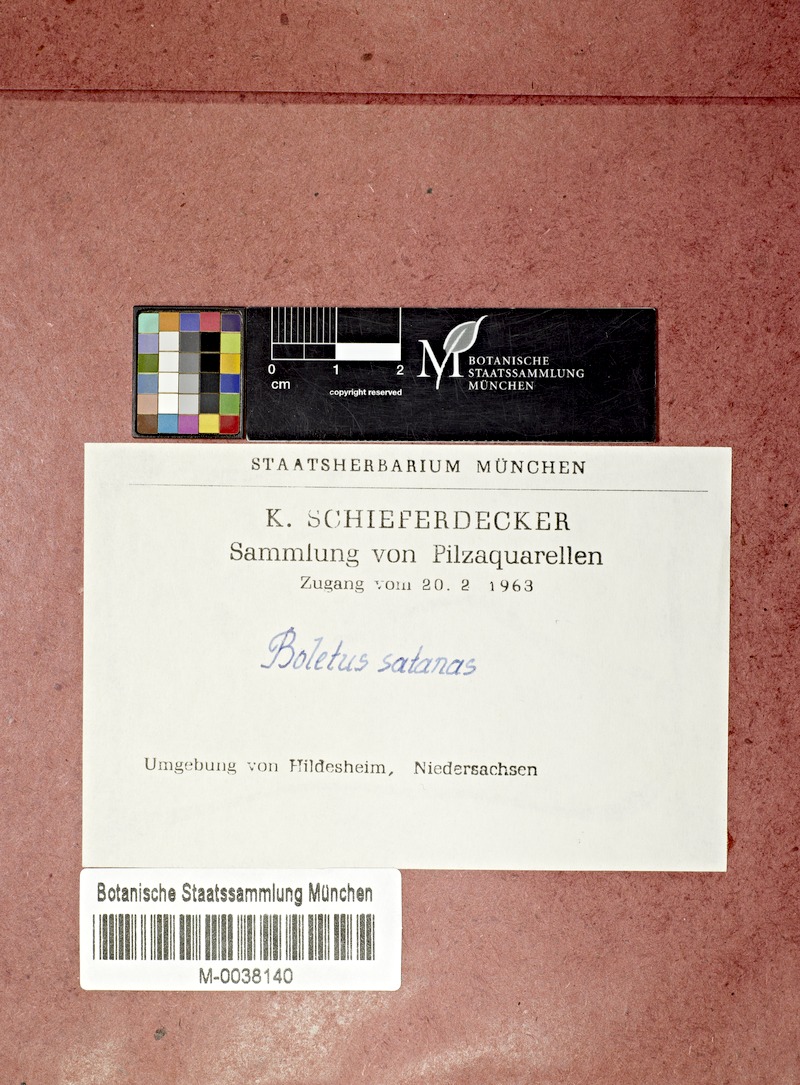 0 1 2
cm
copyright reserved
M BOTANISCHE
STAATSSAMMLUNG
MÜNCHEN
STAATSHERBARIUM MÜNCHEN
K. SCHIEFERDECKER
Sammlung von Pilzaquarellen
Zugang vom 20. 2 1963
Boletus satanas
Umgebung von Hildesheim, Niedersachsen
Botanische Staatssammlung München
M-0038140